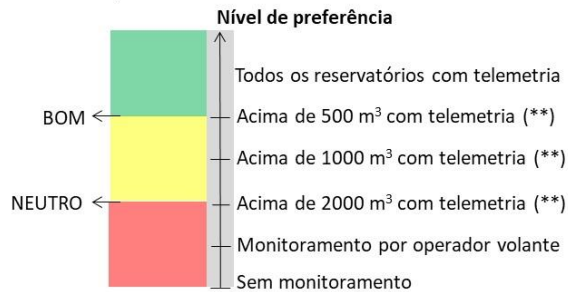 Nível de preferência
Todos os reservatórios com telemetria
BOM
Acima de 500 m³ com telemetria (**)
Acima de 1000 m³ com telemetria (**)
NEUTRO
Acima de 2000 m³ com telemetria (**)
Monitoramento por operador volante
Sem monitoramento